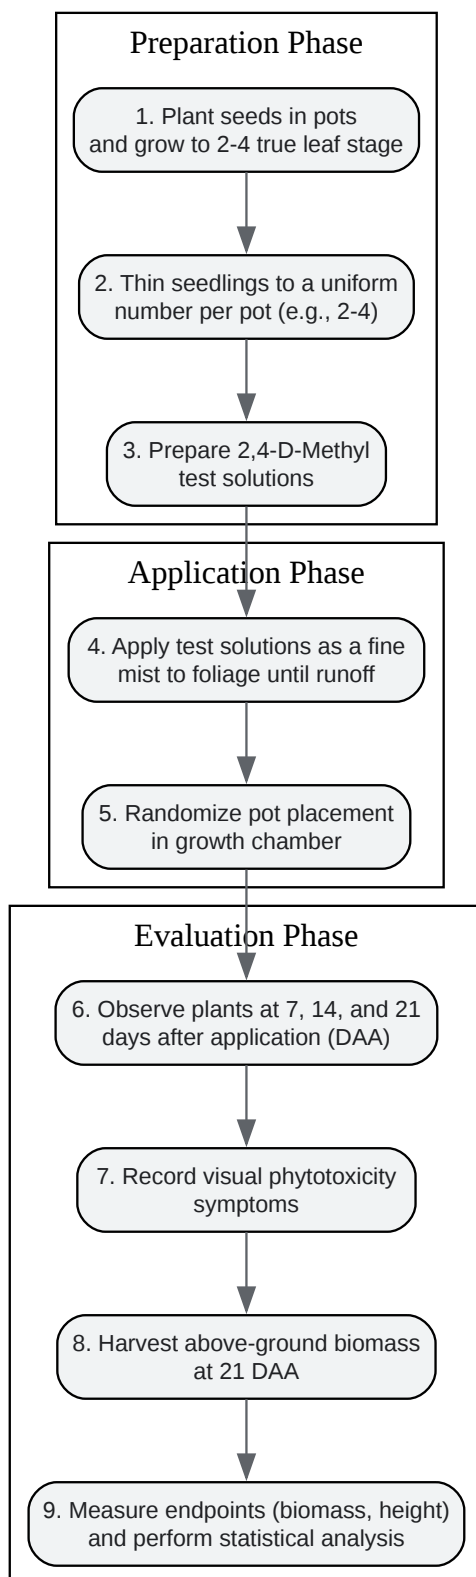 Preparation Phase
1. Plant seeds in pots
and grow to 2-4 true leaf stage
2. Thin seedlings to a uniform
number per pot (e.g., 2-4)
3. Prepare 2,4-D-Methyl
test solutions
Application Phase
4. Apply test solutions as a fine
mist to foliage until runoff
5. Randomize pot placement
in growth chamber
Evaluation Phase
6. Observe plants at 7, 14, and 21
days after application (DAA)
7. Record visual phytotoxicity
symptoms
8. Harvest above-ground biomass
at 21 DAA
9. Measure endpoints (biomass, height)
and perform statistical analysis